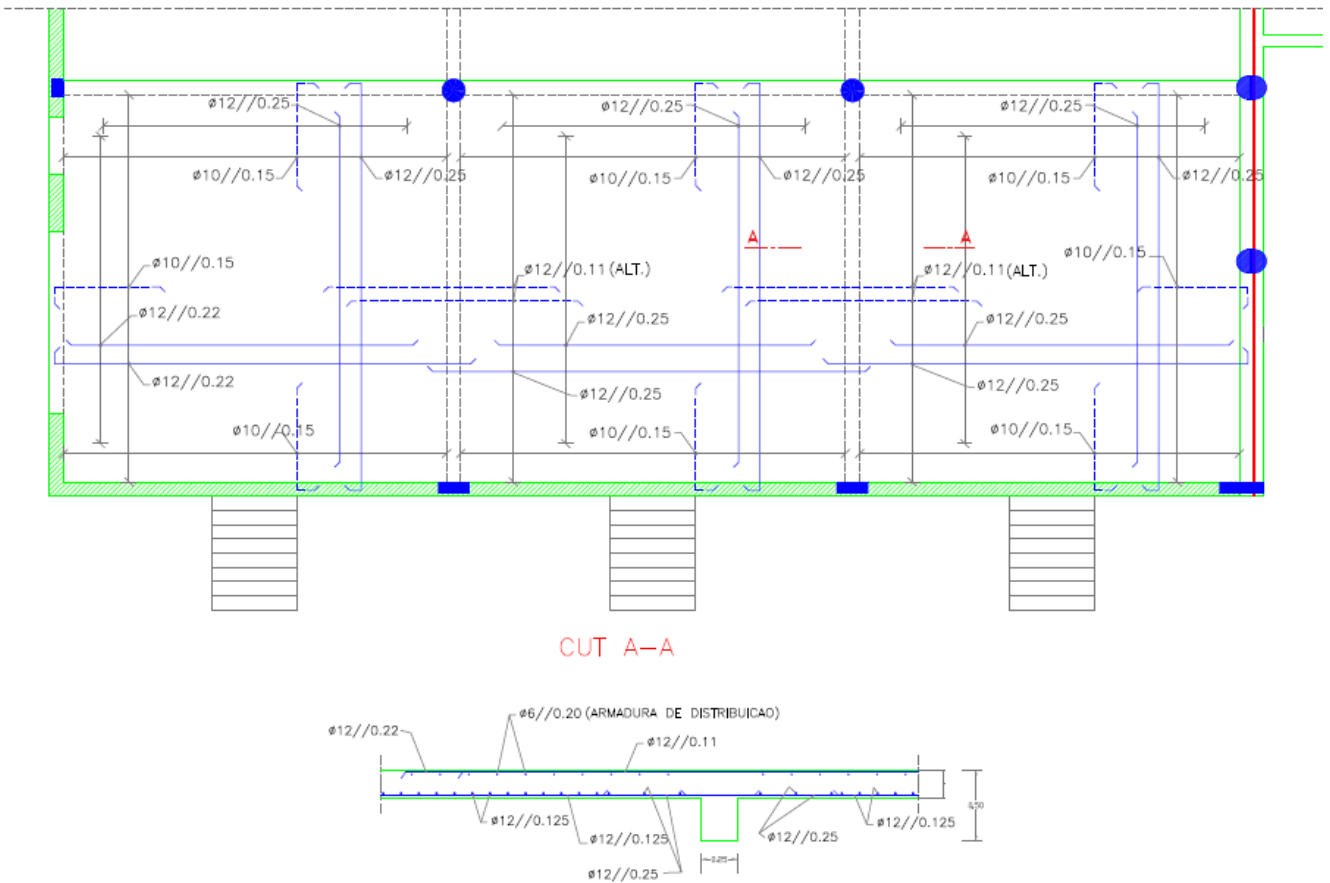 ø12//0.25 ø12//0.25 ø12//0.25
ø10//0.15 ø12//0.25 ø10//0.15 ø12//0.25 ø10//0.15 ø12//0.25
A A
ø10//0.15 ø12//0.11(ALT.) ø12//0.11(ALT.) ø10//0.15
ø12//0.22 ø12//0.25 ø12//0.25
ø12//0.22 ø12//0.25 ø12//0.25
ø10//0.15 ø10//0.15 ø10//0.15
CUT A-A
ø6//0.20 (ARMADURA DE DISTRIBUICAO)
ø12//0.22 ø12//0.11
0.50
ø12//0.125 ø12//0.125 ø12//0.25 ø12//0.125
0.25
ø12//0.25